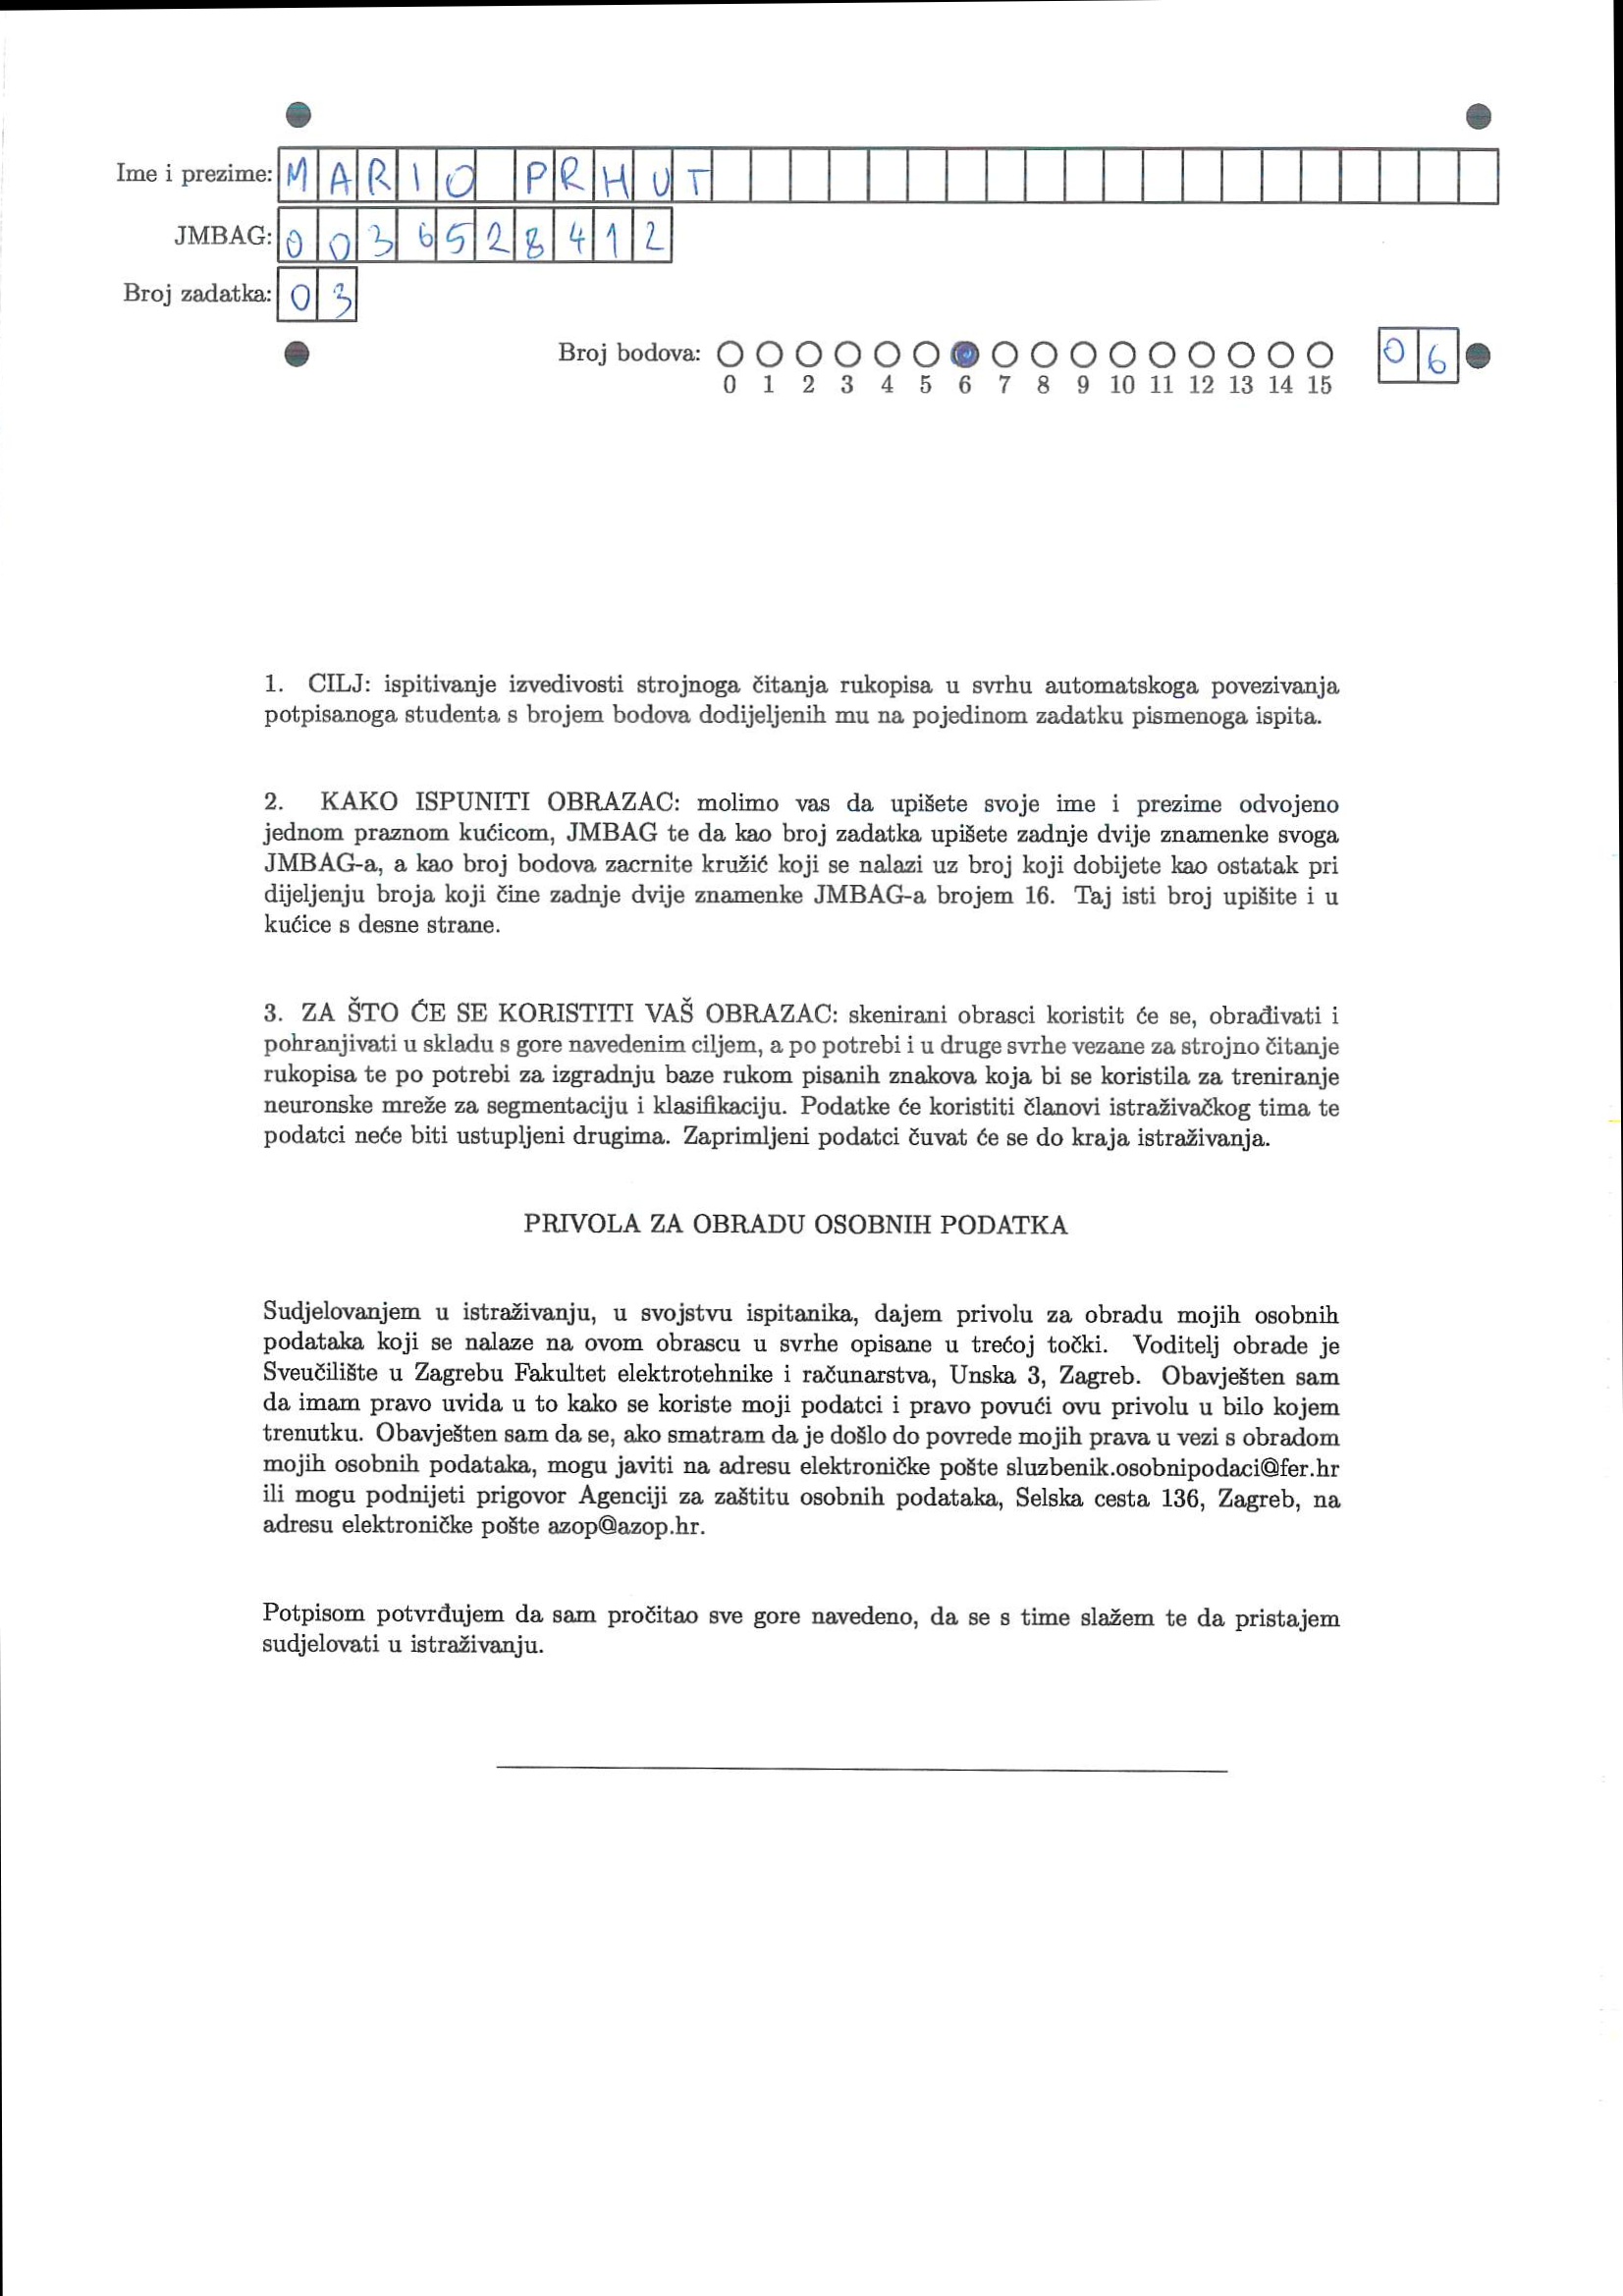 Ime i prezime: MARIO PRHUT
JMBAG: 0036528412
Broj zadatka: 03
Broj bodova: 06
0 1 2 3 4 5 6 7 8 9 10 11 12 13 14 15
1. CILJ: ispitivanje izvedivosti strojnoga čitanja rukopisa u svrhu automatskoga povezivanja
potpisanoga studenta s brojem bodova dodijeljenih mu na pojedinom zadatku pismenoga ispita.
2. KAKO ISPUNITI OBRAZAC: molimo vas da upišete svoje ime i prezime odvojeno
jednom praznom kućicom, JMBAG te da kao broj zadatka upišete zadnje dvije znamenke svoga
JMBAG-a, a kao broj bodova zacrnite kružić koji se nalazi uz broj koji dobijete kao ostatak pri
dijeljenju broja koji čine zadnje dvije znamenke JMBAG-a brojem 16. Taj isti broj upišite i u
kućice s desne strane.
3. ZA ŠTO ĆE SE KORISTITI VAŠ OBRAZAC: skenirani obrasci koristit će se, obrađivati i
pohranjivati u skladu s gore navedenim ciljem, a po potrebi i u druge svrhe vezane za strojno čitanje
rukopisa te po potrebi za izgradnju baze rukom pisanih znakova koja bi se koristila za treniranje
neuronske mreže za segmentaciju i klasifikaciju. Podatke će koristiti članovi istraživačkog tima te
podatci neće biti ustupljeni drugima. Zaprimljeni podatci čuvat će se do kraja istraživanja.
PRIVOLA ZA OBRADU OSOBNIH PODATKA
Sudjelovanjem u istraživanju, u svojstvu ispitanika, dajem privolu za obradu mojih osobnih
podataka koji se nalaze na ovom obrascu u svrhe opisane u trećoj točki. Voditelj obrade je
Sveučilište u Zagrebu Fakultet elektrotehnike i računarstva, Unska 3, Zagreb. Obavješten sam
da imam pravo uvida u to kako se koriste moji podatci i pravo povući ovu privolu u bilo kojem
trenutku. Obavješten sam da se, ako smatram da je došlo do povrede mojih prava u vezi s obradom
mojih osobnih podataka, mogu javiti na adresu elektroničke pošte sluzbenik.osobnipodaci@fer.hr
ili mogu podnijeti prigovor Agenciji za zaštitu osobnih podataka, Selska cesta 136, Zagreb, na
adresu elektroničke pošte azop@azop.hr.
Potpisom potvrđujem da sam pročitao sve gore navedeno, da se s time slažem te da pristajem
sudjelovati u istraživanju.